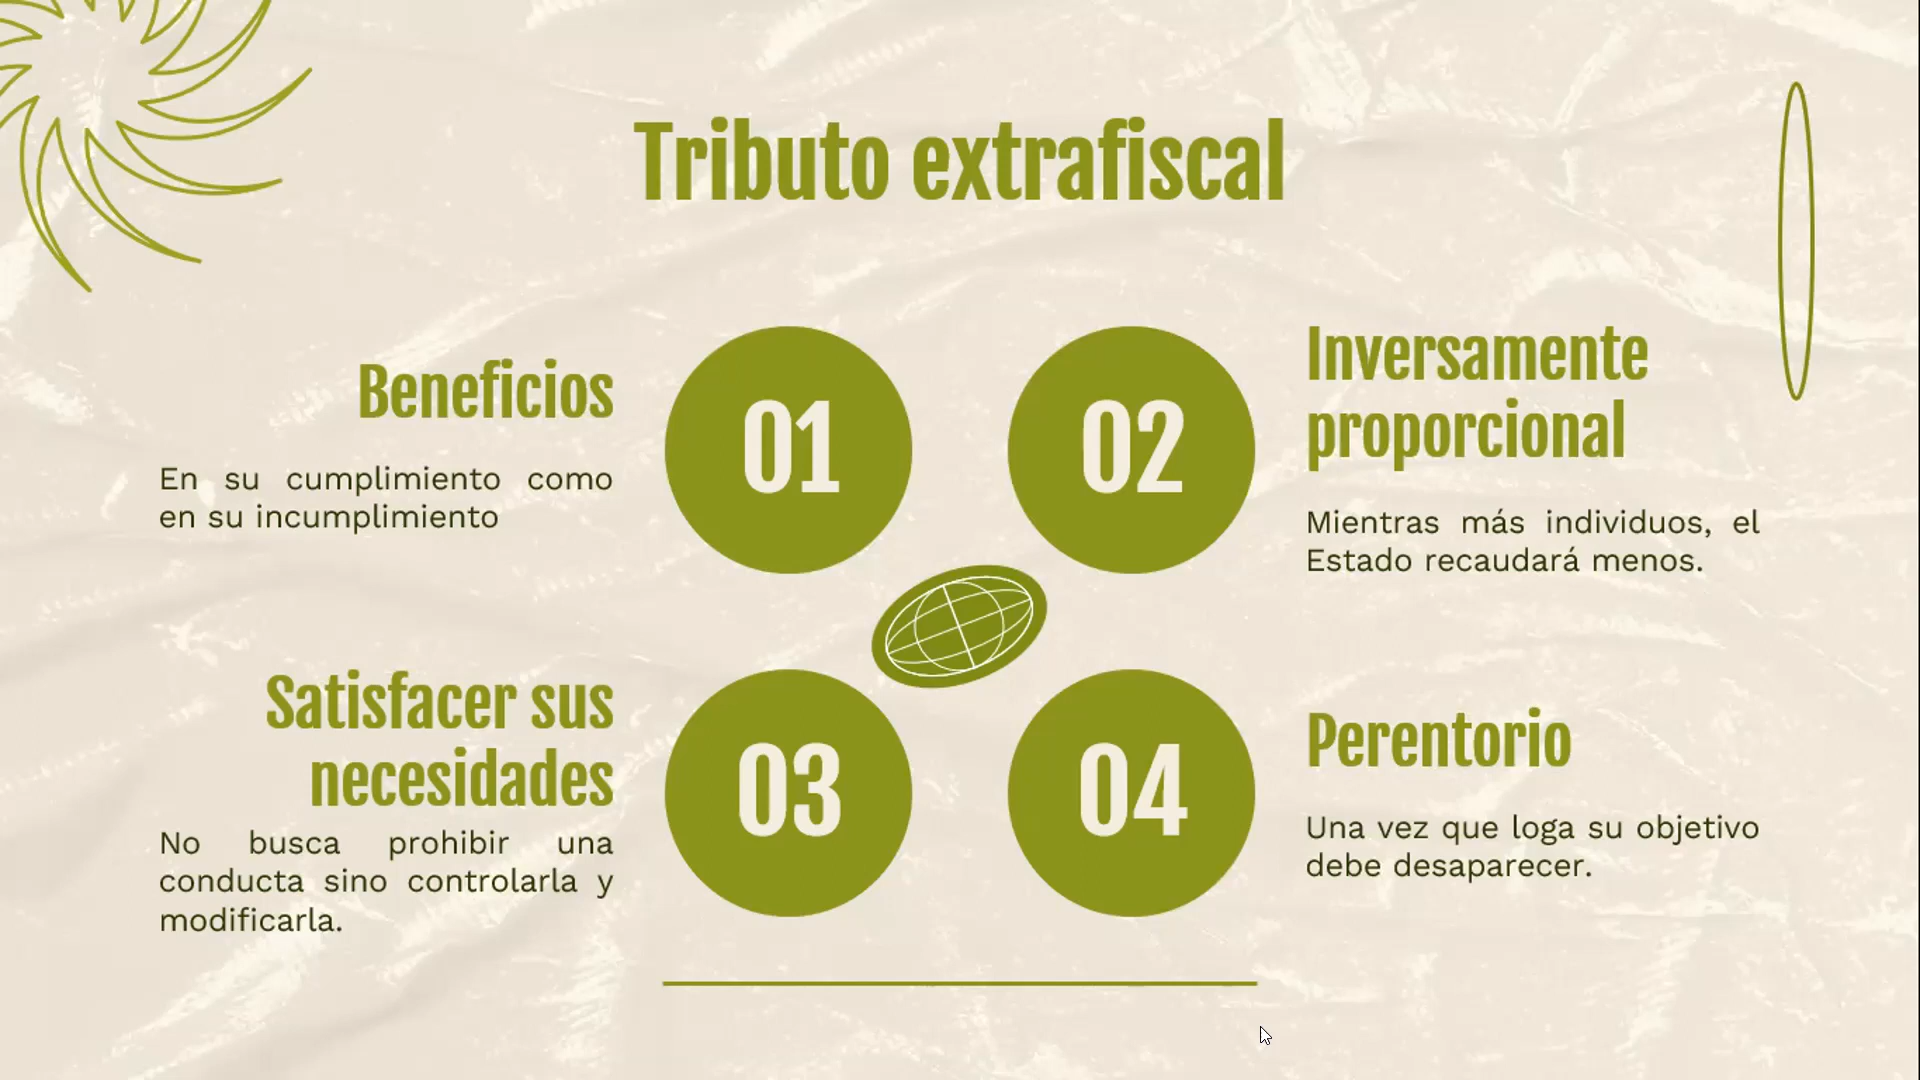 Tributo extrafiscal
01
Beneficios
En su cumplimiento como
en su incumplimiento
02
Inversamente
proporcional
Mientras más individuos, el
Estado recaudará menos.
03
Satisfacer sus
necesidades
No busca prohibir una
conducta sino controlarla y
modificarla.
04
Perentorio
Una vez que loga su objetivo
debe desaparecer.